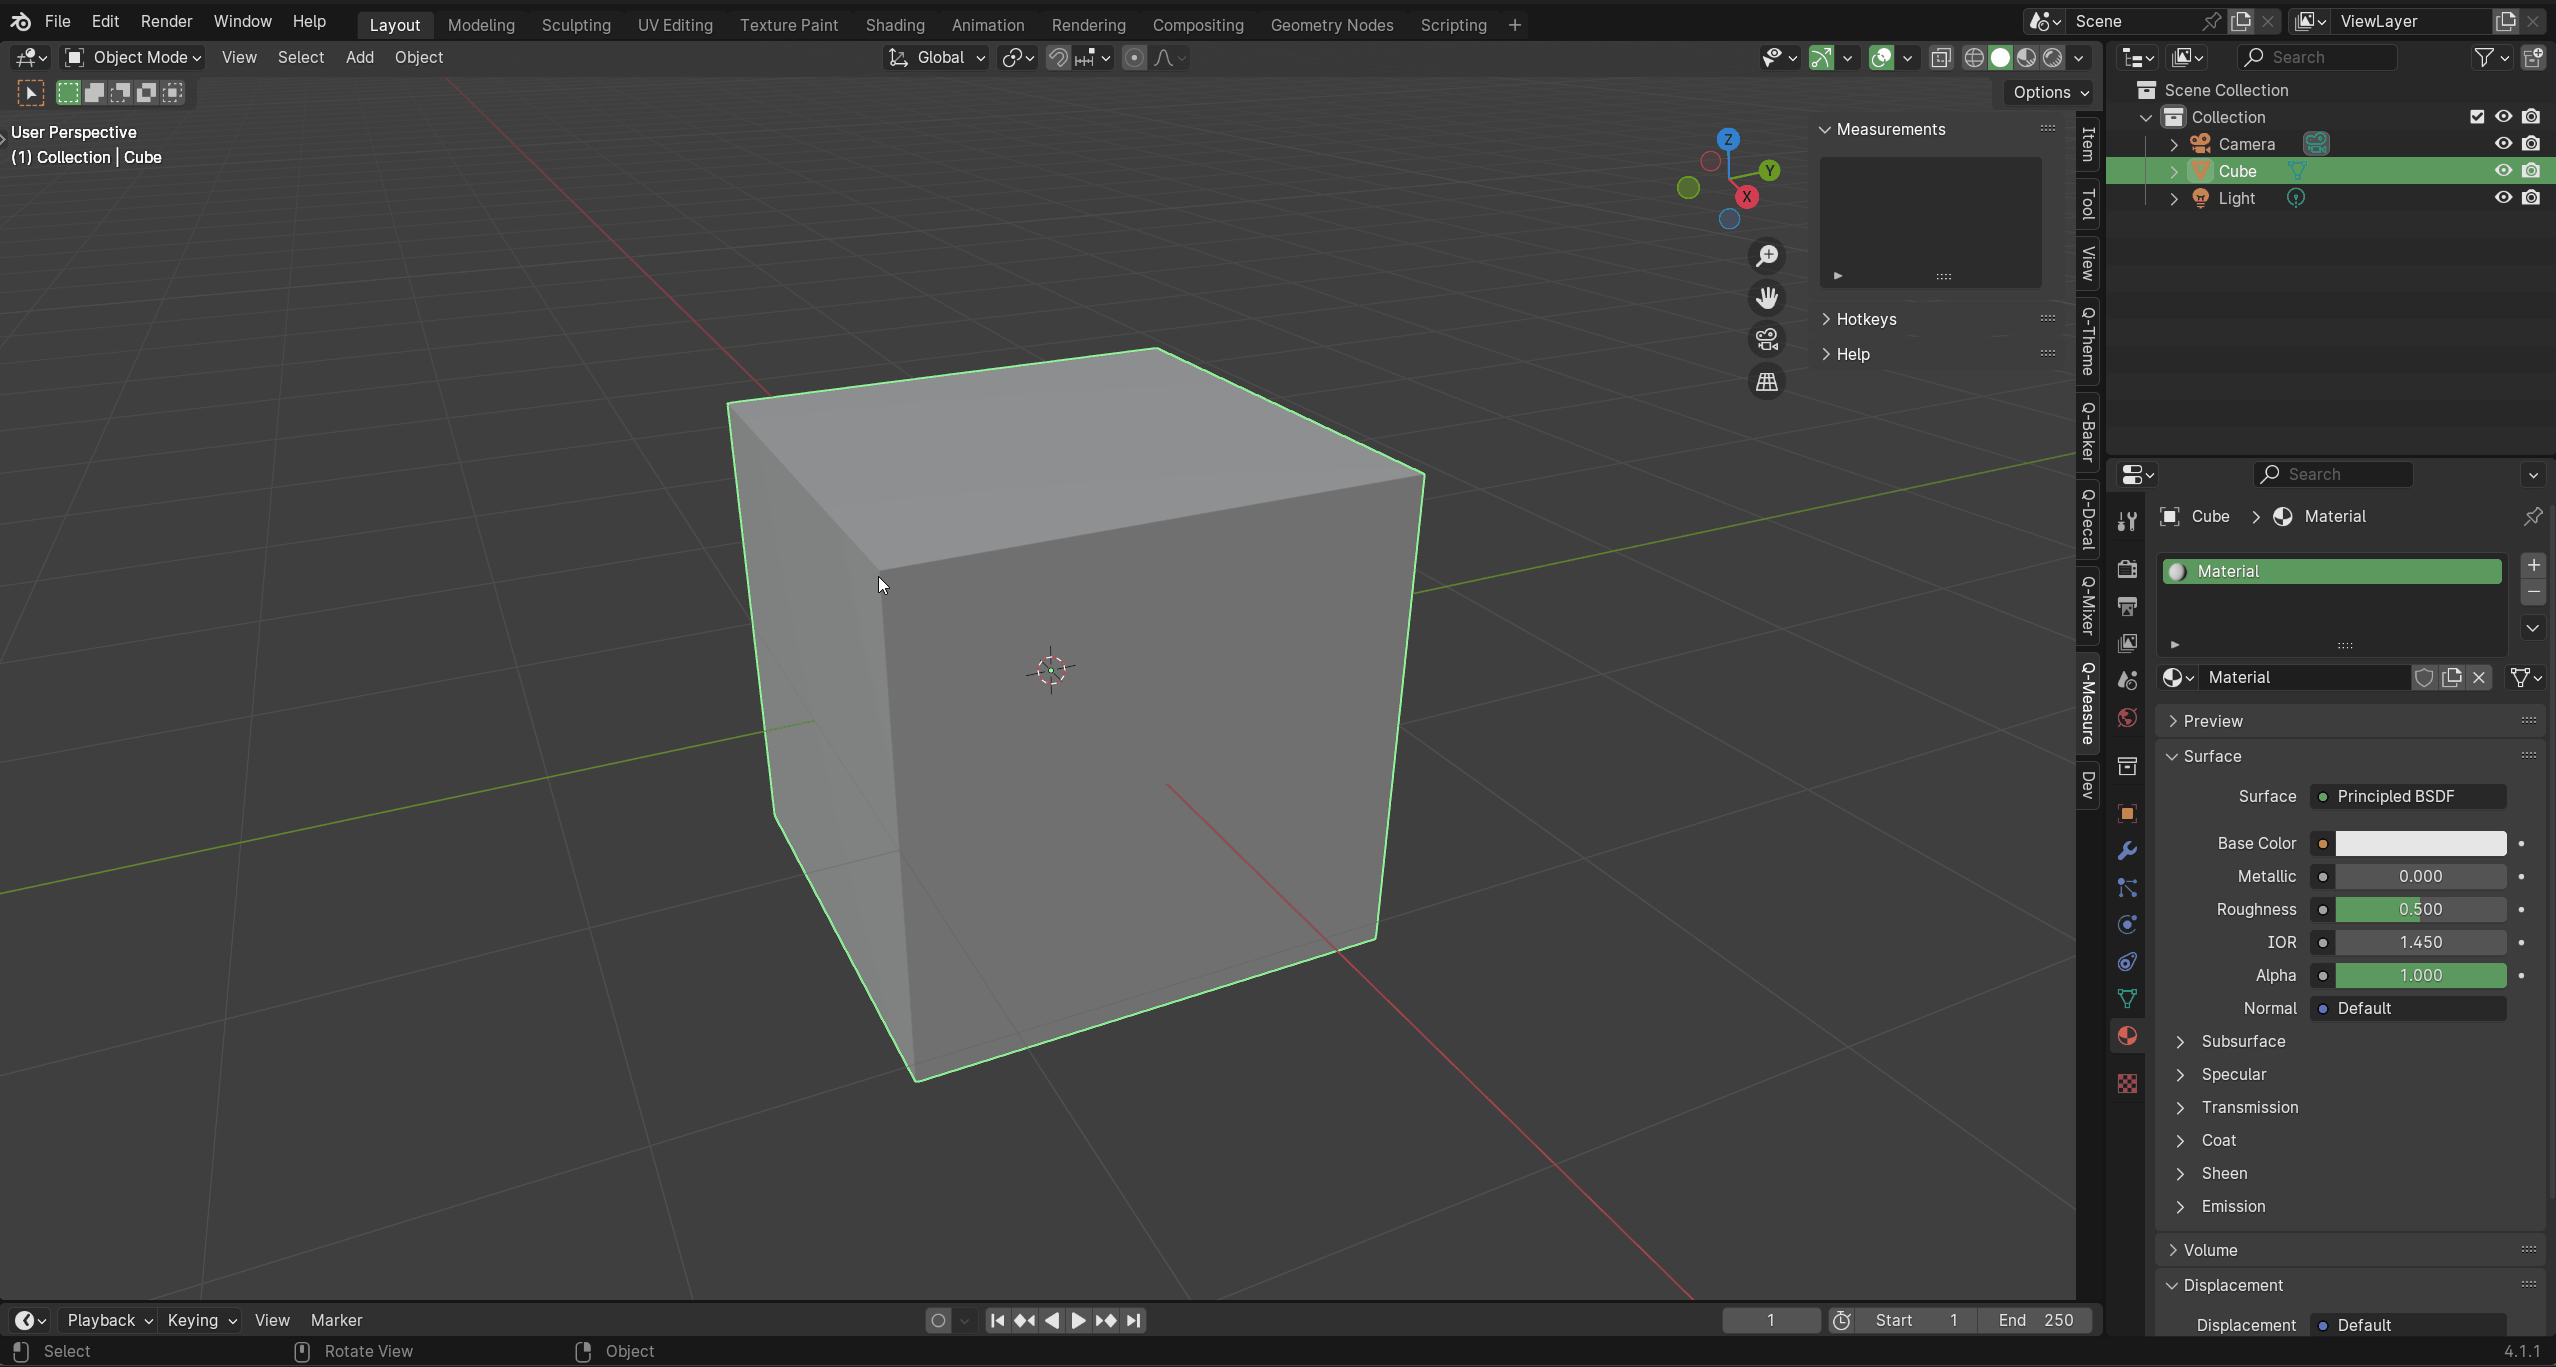 File Edit Render Window Help Layout Modeling Sculpting UV Editing Texture Paint Shading Animation Rendering Compositing Geometry Nodes Scripting + Scene ViewLayer
Object Mode View Select Add Object Global Search
Options
User Perspective
(1) Collection | Cube
Z
Y
X
Measurements
Hotkeys
Help
Item
Tool
View
Q-Theme
Q-Baker
Q-Decal
Q-Mixer
Q-Measure
Dev
Scene Collection
Collection
Camera
Cube
Light
Search
Cube > Material
Material
Material
Preview
Surface
Surface Principled BSDF
Base Color
Metallic 0.000
Roughness 0.500
IOR 1.450
Alpha 1.000
Normal Default
Subsurface
Specular
Transmission
Coat
Sheen
Emission
Volume
Displacement
Displacement Default
Playback Keying View Marker 1 Start 1 End 250
Select Rotate View Object 4.1.1